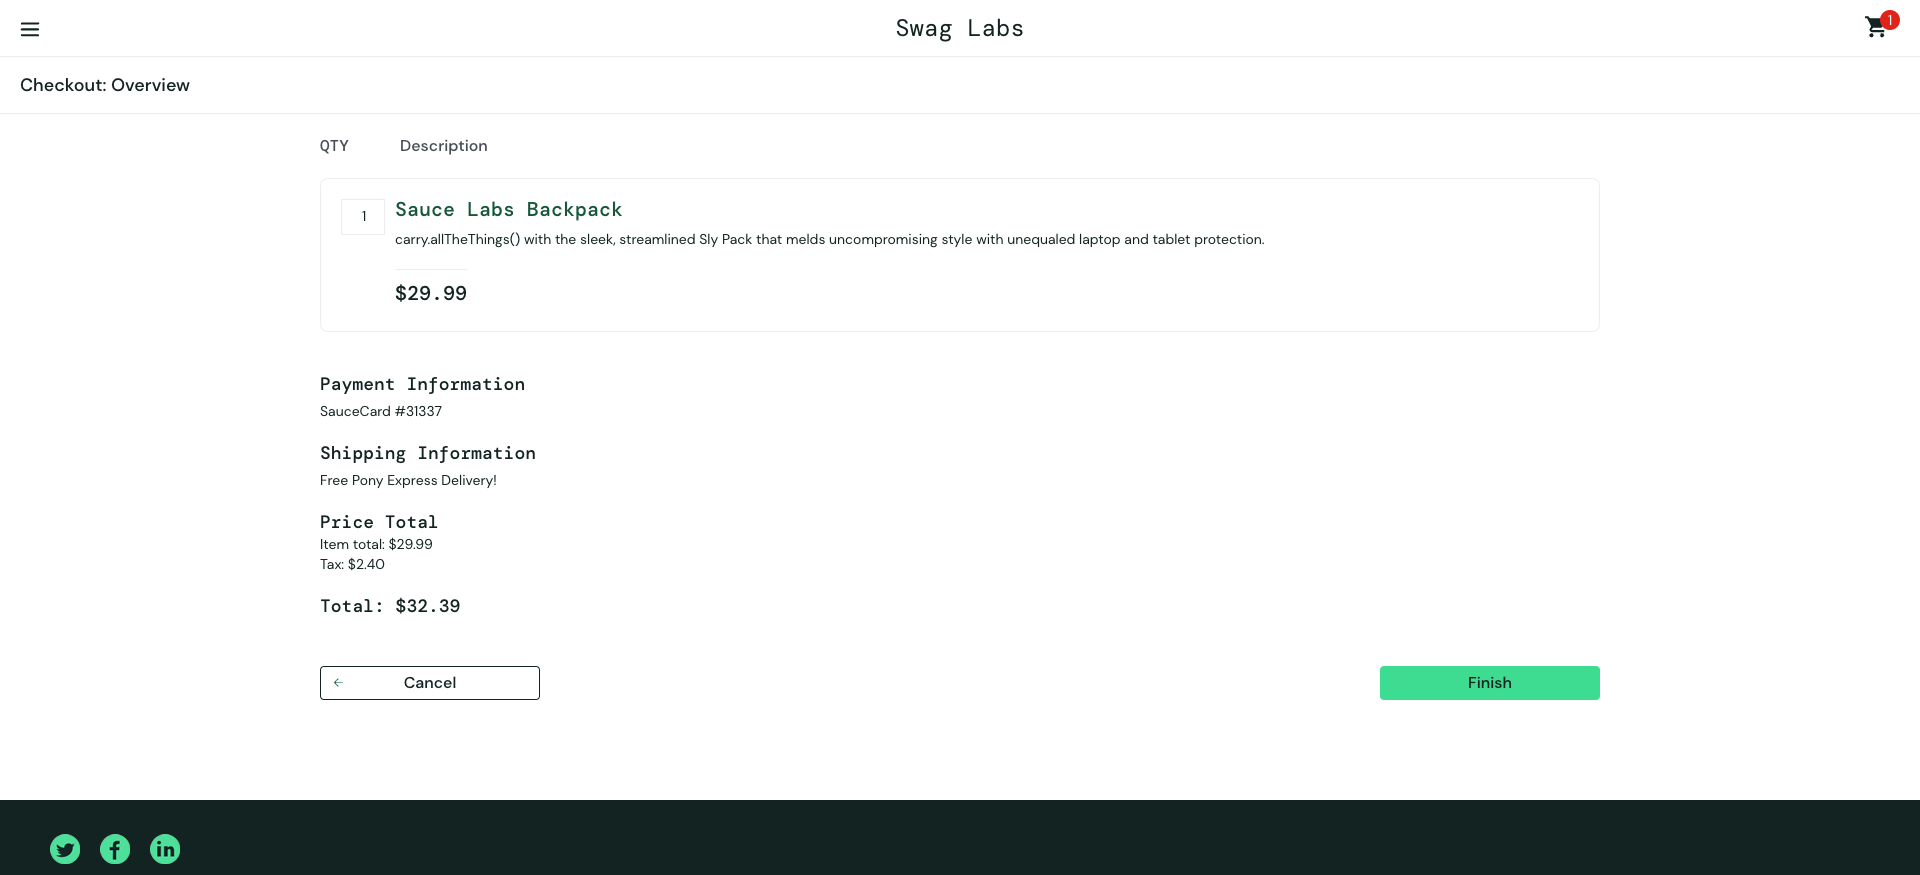 Swag Labs
1
Checkout: Overview
QTY Description
1
Sauce Labs Backpack
carry.allTheThings() with the sleek, streamlined Sly Pack that melds uncompromising style with unequaled laptop and tablet protection.
$29.99
Payment Information
SauceCard #31337
Shipping Information
Free Pony Express Delivery!
Price Total
Item total: $29.99
Tax: $2.40
Total: $32.39
Cancel
Finish